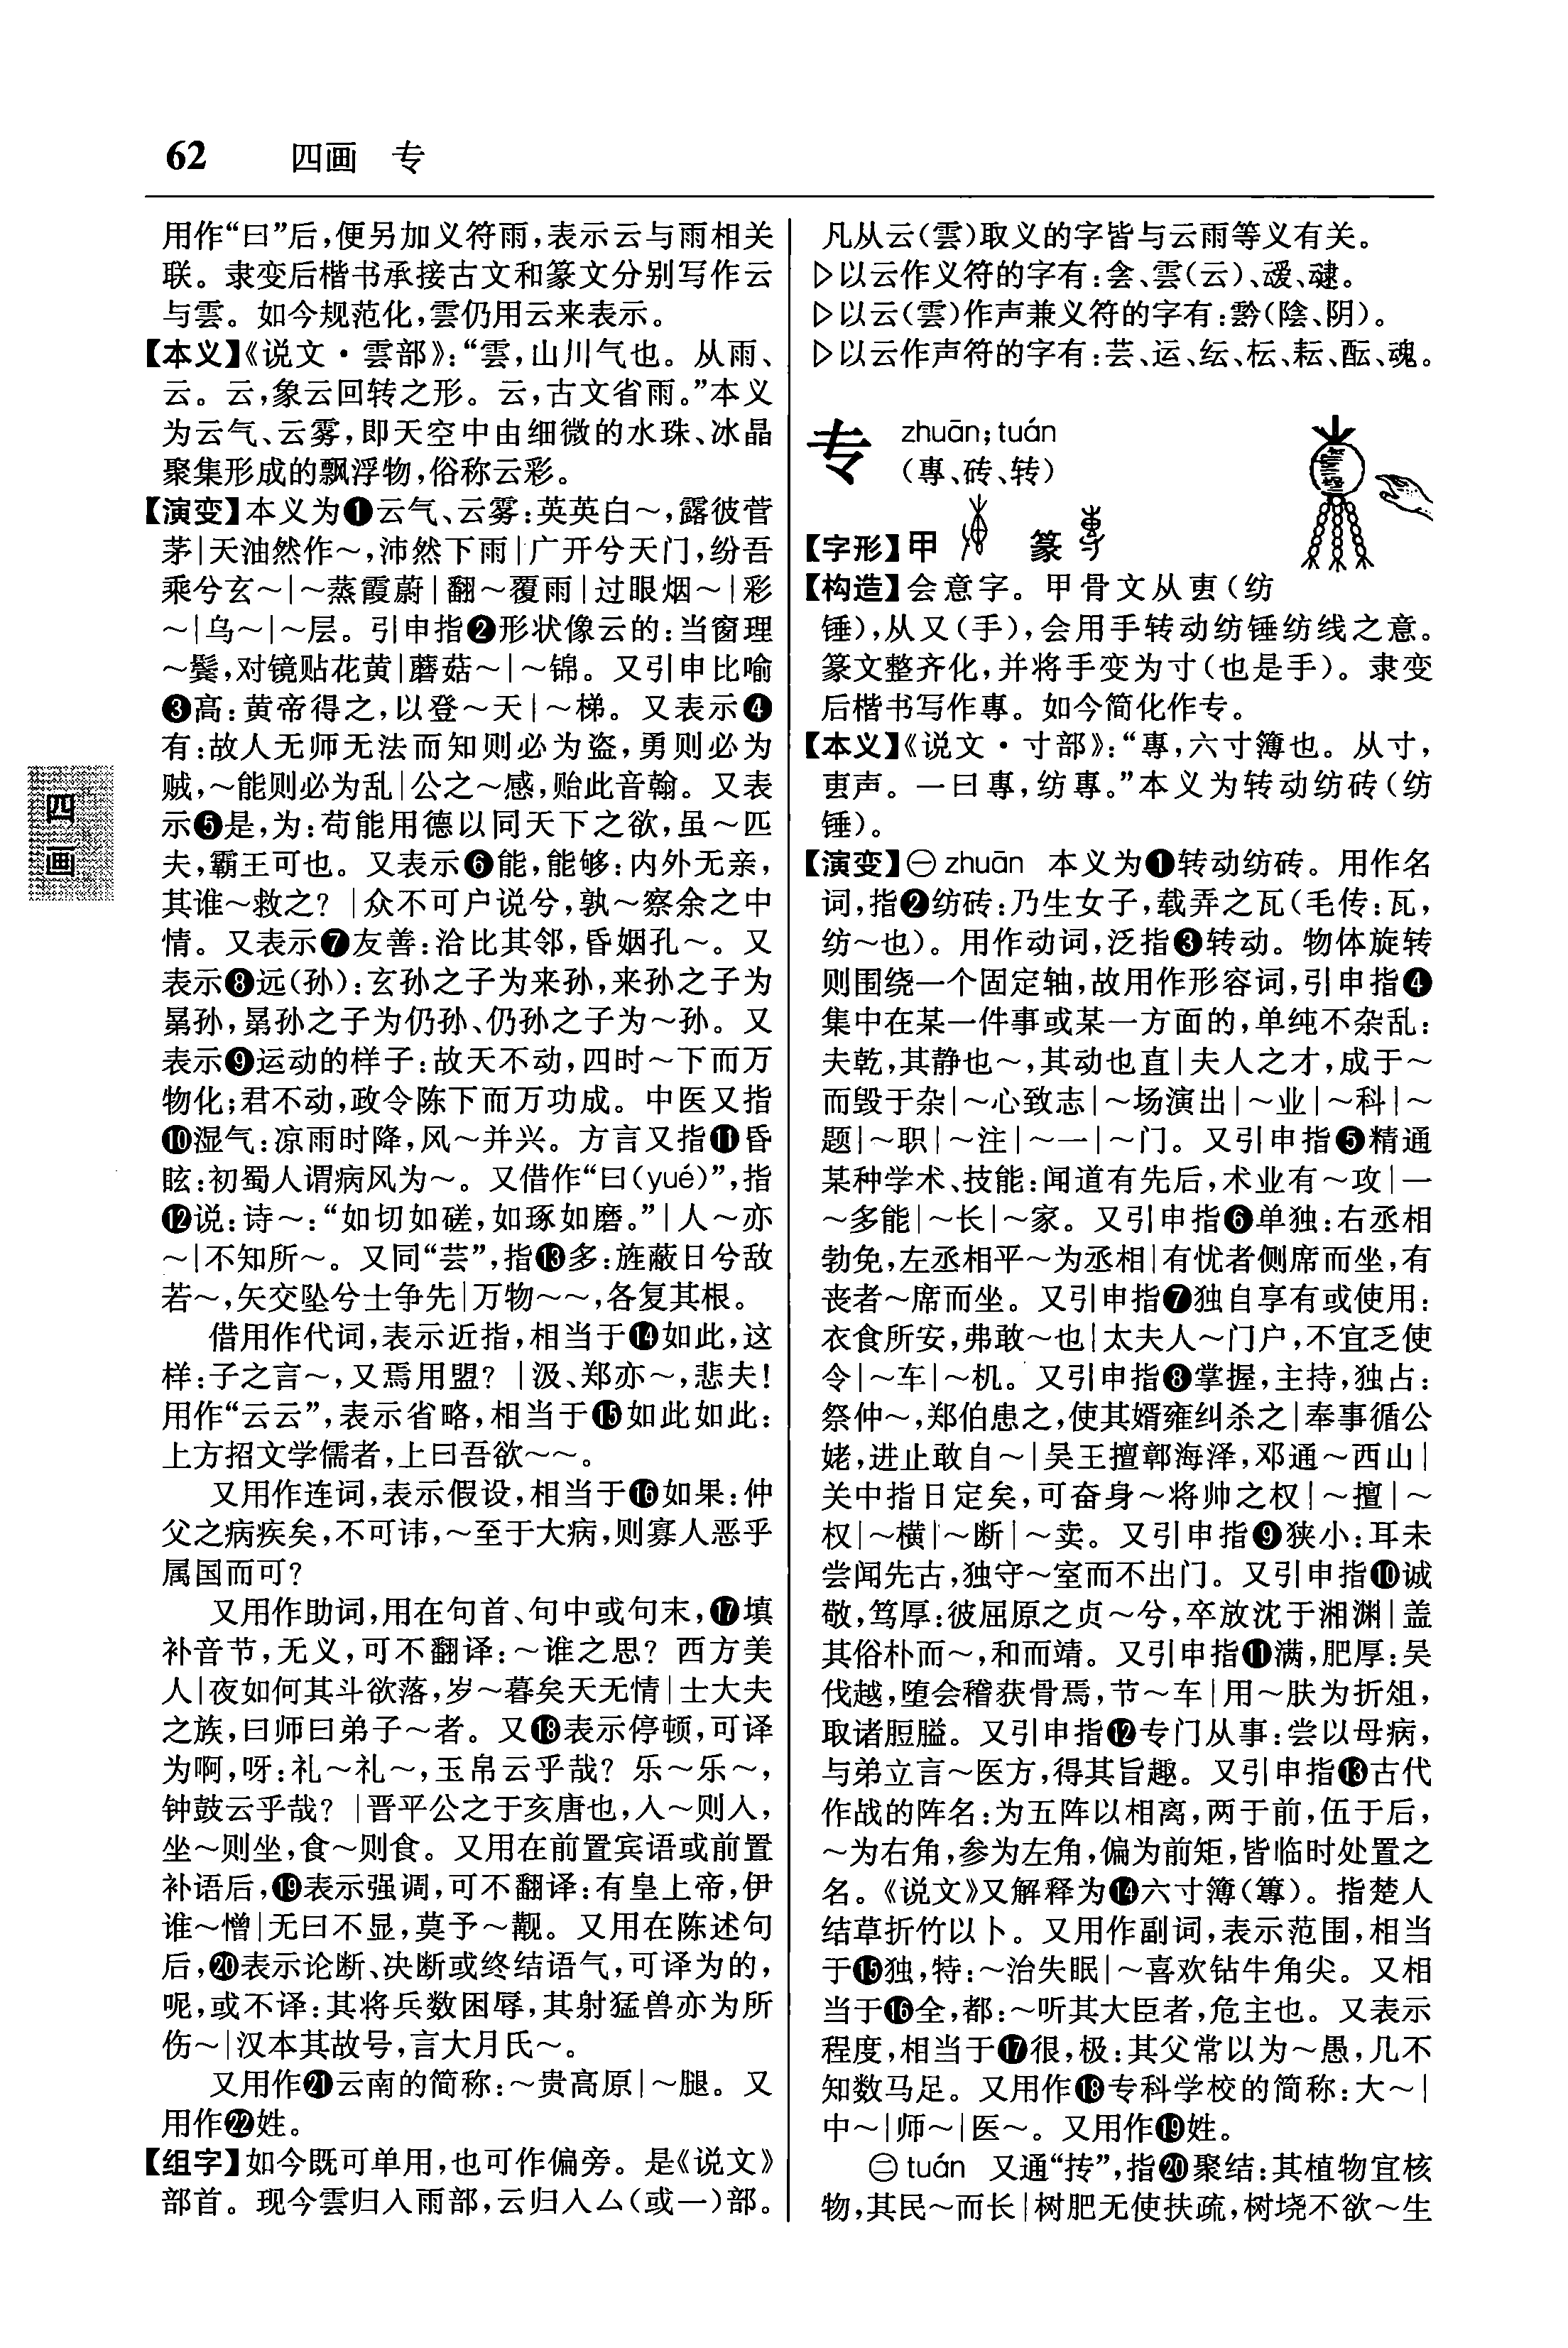 62 四画 专
用作“曰”后,便另加义符雨,表示云与雨相关
联。隶变后楷书承接古文和篆文分别写作云
与雲。如今规范化,雲仍用云来表示。
【本义】《说文·雲部》:“雲,山川气也。从雨、
云。云,象云回转之形。云,古文省雨。”本义
为云气、云雾,即天空中由细微的水珠、冰晶
聚集形成的飘浮物,俗称云彩。
【演变】本义为❶云气、云雾:英英白～,露彼菅
茅|天油然作～,沛然下雨|广开兮天门,纷吾
乘兮玄～|～蒸霞蔚|翻～覆雨|过眼烟～|彩
～|乌～|～层。引申指❷形状像云的:当窗理
～鬓,对镜贴花黄|蘑菇～|～锦。又引申比喻
❸高:黄帝得之,以登～天|～梯。又表示❹
有:故人无师无法而知则必为盗,勇则必为
贼,～能则必为乱|公之～感,贻此音翰。又表
示❺是,为:苟能用德以同天下之欲,虽～匹
夫,霸王可也。又表示❻能,能够:内外无亲,
其谁～救之?|众不可户说兮,孰～察余之中
情。又表示❼友善:洽比其邻,昏姻孔～。又
表示❽远(孙):玄孙之子为来孙,来孙之子为
晜孙,晜孙之子为仍孙、仍孙之子为～孙。又
表示❾运动的样子:故天不动,四时～下而万
物化;君不动,政令陈下而万功成。中医又指
❿湿气:凉雨时降,风～并兴。方言又指⓫昏
眩:初蜀人谓病风为～。又借作“曰(yuē)”,指
⓬说:诗～:“如切如磋,如琢如磨。”|人～亦
～|不知所～。又同“芸”,指⓭多:旌蔽日兮敌
若～,矢交坠兮士争先|万物～～,各复其根。
借用作代词,表示近指,相当于⓮如此,这
样:子之言～,又焉用盟?|汲、郑亦～,悲夫!
用作“云云”,表示省略,相当于⓯如此如此:
上方招文学儒者,上曰吾欲～～。
又用作连词,表示假设,相当于⓰如果:仲
父之病疾矣,不可讳,～至于大病,则寡人恶乎
属国而可?
又用作助词,用在句首、句中或句末,⓱填
补音节,无义,可不翻译:～谁之思?西方美
人|夜如何其斗欲落,岁～暮矣天无情|士大夫
之族,曰师曰弟子～者。又⓲表示停顿,可译
为啊,呀:礼～礼～,玉帛云乎哉?乐～乐～,
钟鼓云乎哉?|晋平公之于亥唐也,入～则入,
坐～则坐,食～则食。又用在前置宾语或前置
补语后,⓳表示强调,可不翻译:有皇上帝,伊
谁～憎|无曰不显,莫予～觏。又用在陈述句
后,⓴表示论断、决断或终结语气,可译为的,
呢,或不译:其将兵数困辱,其射猛兽亦为所
伤～|汉本其故号,言大月氏～。
又用作㉑云南的简称:～贵高原|～腿。又
用作㉒姓。
【组字】如今既可单用,也可作偏旁。是《说文》
部首。现今雲归入雨部,云归入厶(或一)部。
凡从云(雲)取义的字皆与云雨等义有关。
▷以云作义符的字有:侌、雲(云)、叆、叇。
▷以云(雲)作声兼义符的字有:黔(陰、阴)。
▷以云作声符的字有:芸、运、纭、枟、耘、酝、魂。
专 zhuān;tuán
(專、砖、转)
【字形】甲 篆
【构造】会意字。甲骨文从叀(纺
锤),从又(手),会用手转动纺锤纺线之意。
篆文整齐化,并将手变为寸(也是手)。隶变
后楷书写作專。如今简化作专。
【本义】《说文·寸部》:“專,六寸簿也。从寸,
叀声。一曰專,纺專。”本义为转动纺砖(纺
锤)。
【演变】㊀zhuān 本义为❶转动纺砖。用作名
词,指❷纺砖:乃生女子,载弄之瓦(毛传:瓦,
纺～也)。用作动词,泛指❸转动。物体旋转
则围绕一个固定轴,故用作形容词,引申指❹
集中在某一件事或某一方面的,单纯不杂乱:
夫乾,其静也～,其动也直|夫人之才,成于～
而毁于杂|～心致志|～场演出|～业|～科|～
题|～职|～注|～一|～门。又引申指❺精通
某种学术、技能:闻道有先后,术业有～攻|一
～多能|～长|～家。又引申指❻单独:右丞相
勃免,左丞相平～为丞相|有忧者侧席而坐,有
丧者～席而坐。又引申指❼独自享有或使用:
衣食所安,弗敢～也|太夫人～门户,不宜乏使
令|～车|～机。又引申指❽掌握,主持,独占:
祭仲～,郑伯患之,使其婿雍纠杀之|奉事循公
姥,进止敢自～|吴王擅鄣海泽,邓通～西山|
关中指日定矣,可奋身～将帅之权|～擅|～
权|～横|～断|～卖。又引申指❾狭小:耳未
尝闻先古,独守～室而不出门。又引申指❿诚
敬,笃厚:彼屈原之贞～兮,卒放沈于湘渊|盖
其俗朴而～,和而靖。又引申指⓫满,肥厚:吴
伐越,堕会稽获骨焉,节～车|用～肤为折俎,
取诸脰膉。又引申指⓬专门从事:尝以母病,
与弟立言～医方,得其旨趣。又引申指⓭古代
作战的阵名:为五阵以相离,两于前,伍于后,
～为右角,参为左角,偏为前矩,皆临时处置之
名。《说文》又解释为⓮六寸簿(篿)。指楚人
结草折竹以卜。又用作副词,表示范围,相当
于⓯独,特:～治失眠|～喜欢钻牛角尖。又相
当于⓰全,都:～听其大臣者,危主也。又表示
程度,相当于⓱很,极:其父常以为～愚,几不
知数马足。又用作⓲专科学校的简称:大～|
中～|师～|医～。又用作⓳姓。
㊁tuán 又通“抟”,指⓴聚结:其植物宜核
物,其民～而长|树肥无使扶疏,树墝不欲～生
四画